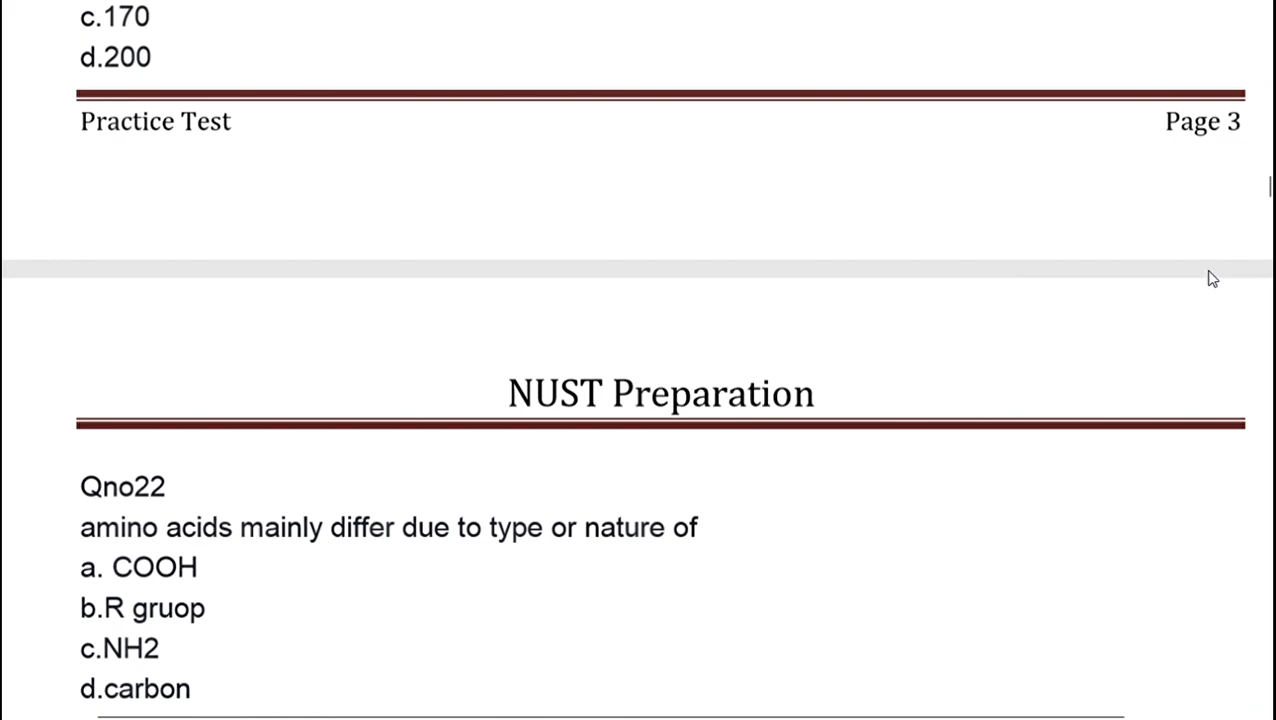 c.170
d.200
Practice Test
Page 3
NUST Preparation
Qno22
amino acids mainly differ due to type or nature of
a. COOH
b.R gruop
c.NH2
d.carbon